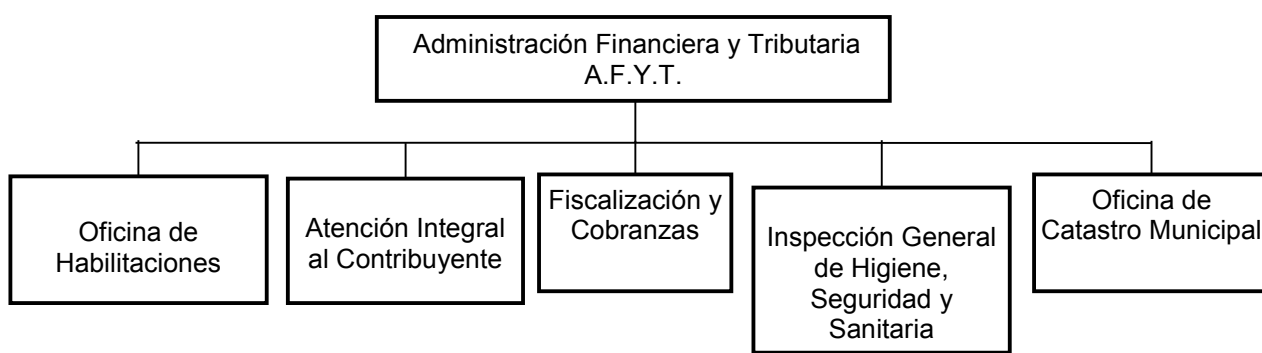 Administración Financiera y Tributaria
A.F.Y.T.
Oficina de
Habilitaciones
Atención Integral
al Contribuyente
Fiscalización y
Cobranzas
Inspección General
de Higiene,
Seguridad y
Sanitaria
Oficina de
Catastro Municipal